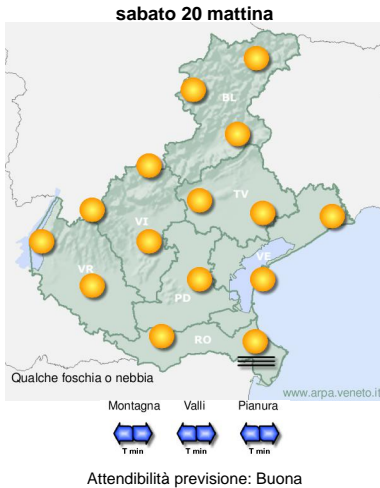 sabato 20 mattina
BL
TV
VI
VE
VR
PD
RO
Qualche foschia o nebbia
www.arpa.veneto.it
Montagna Valli Pianura
T min T min T min
Attendibilità previsione: Buona